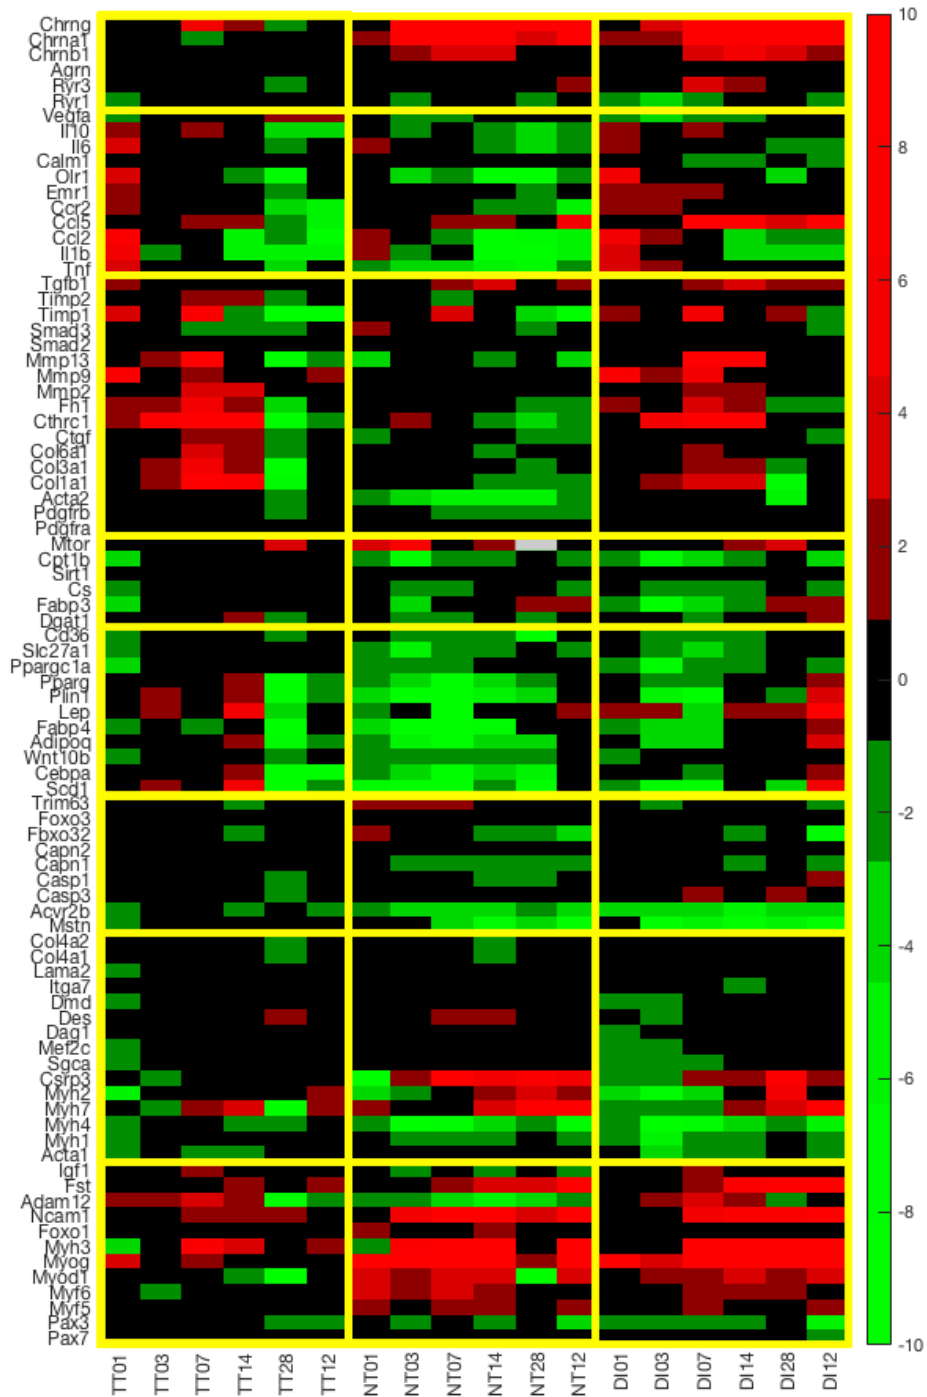 Chrng
Chrna1
Chrnb1
Agrn
Ryr3
Ryr1
Vegfa
Il10
Il6
Calm1
Olr1
Emr1
Ccr2
Ccl5
Ccl2
Il1b
Tnf
Tgfb1
Timp2
Timp1
Smad3
Smad2
Mmp13
Mmp9
Mmp2
Fh1
Cthrc1
Ctgf
Col6a1
Col3a1
Col1a1
Acta2
Pdgfrb
Pdgfra
Mtor
Cpt1b
Sirt1
Cs
Fabp3
Dgat1
Cd36
Slc27a1
Ppargc1a
Pparg
Plin1
Lep
Fabp4
Adipoq
Wnt10b
Cebpa
Scd1
Trim63
Foxo3
Fbxo32
Capn2
Capn1
Casp1
Casp3
Acvr2b
Mstn
Col4a2
Col4a1
Lama2
Itga7
Dmd
Des
Dag1
Mef2c
Sgca
Csrp3
Myh2
Myh7
Myh4
Myh1
Acta1
Igf1
Fst
Adam12
Ncam1
Foxo1
Myh3
Myog
Myod1
Myf6
Myf5
Pax3
Pax7
TT01 TT03 TT07 TT14 TT28 TT12 NT01 NT03 NT07 NT14 NT28 NT12 DI01 DI03 DI07 DI14 DI28 DI12
10
8
6
4
2
0
-2
-4
-6
-8
-10